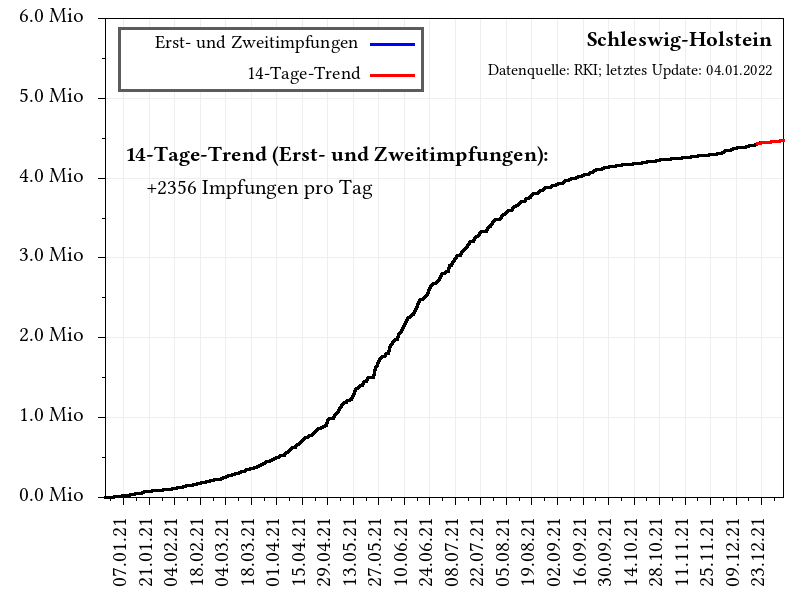 6.0 Mio
5.0 Mio
4.0 Mio
3.0 Mio
2.0 Mio
1.0 Mio
0.0 Mio
Erst- und Zweitimpfungen
14-Tage-Trend
Schleswig-Holstein
Datenquelle: RKI; letztes Update: 04.01.2022
14-Tage-Trend (Erst- und Zweitimpfungen):
+2356 Impfungen pro Tag
07.01.21
21.01.21
04.02.21
18.02.21
04.03.21
18.03.21
01.04.21
15.04.21
29.04.21
13.05.21
27.05.21
10.06.21
24.06.21
08.07.21
22.07.21
05.08.21
19.08.21
02.09.21
16.09.21
30.09.21
14.10.21
28.10.21
11.11.21
25.11.21
09.12.21
23.12.21